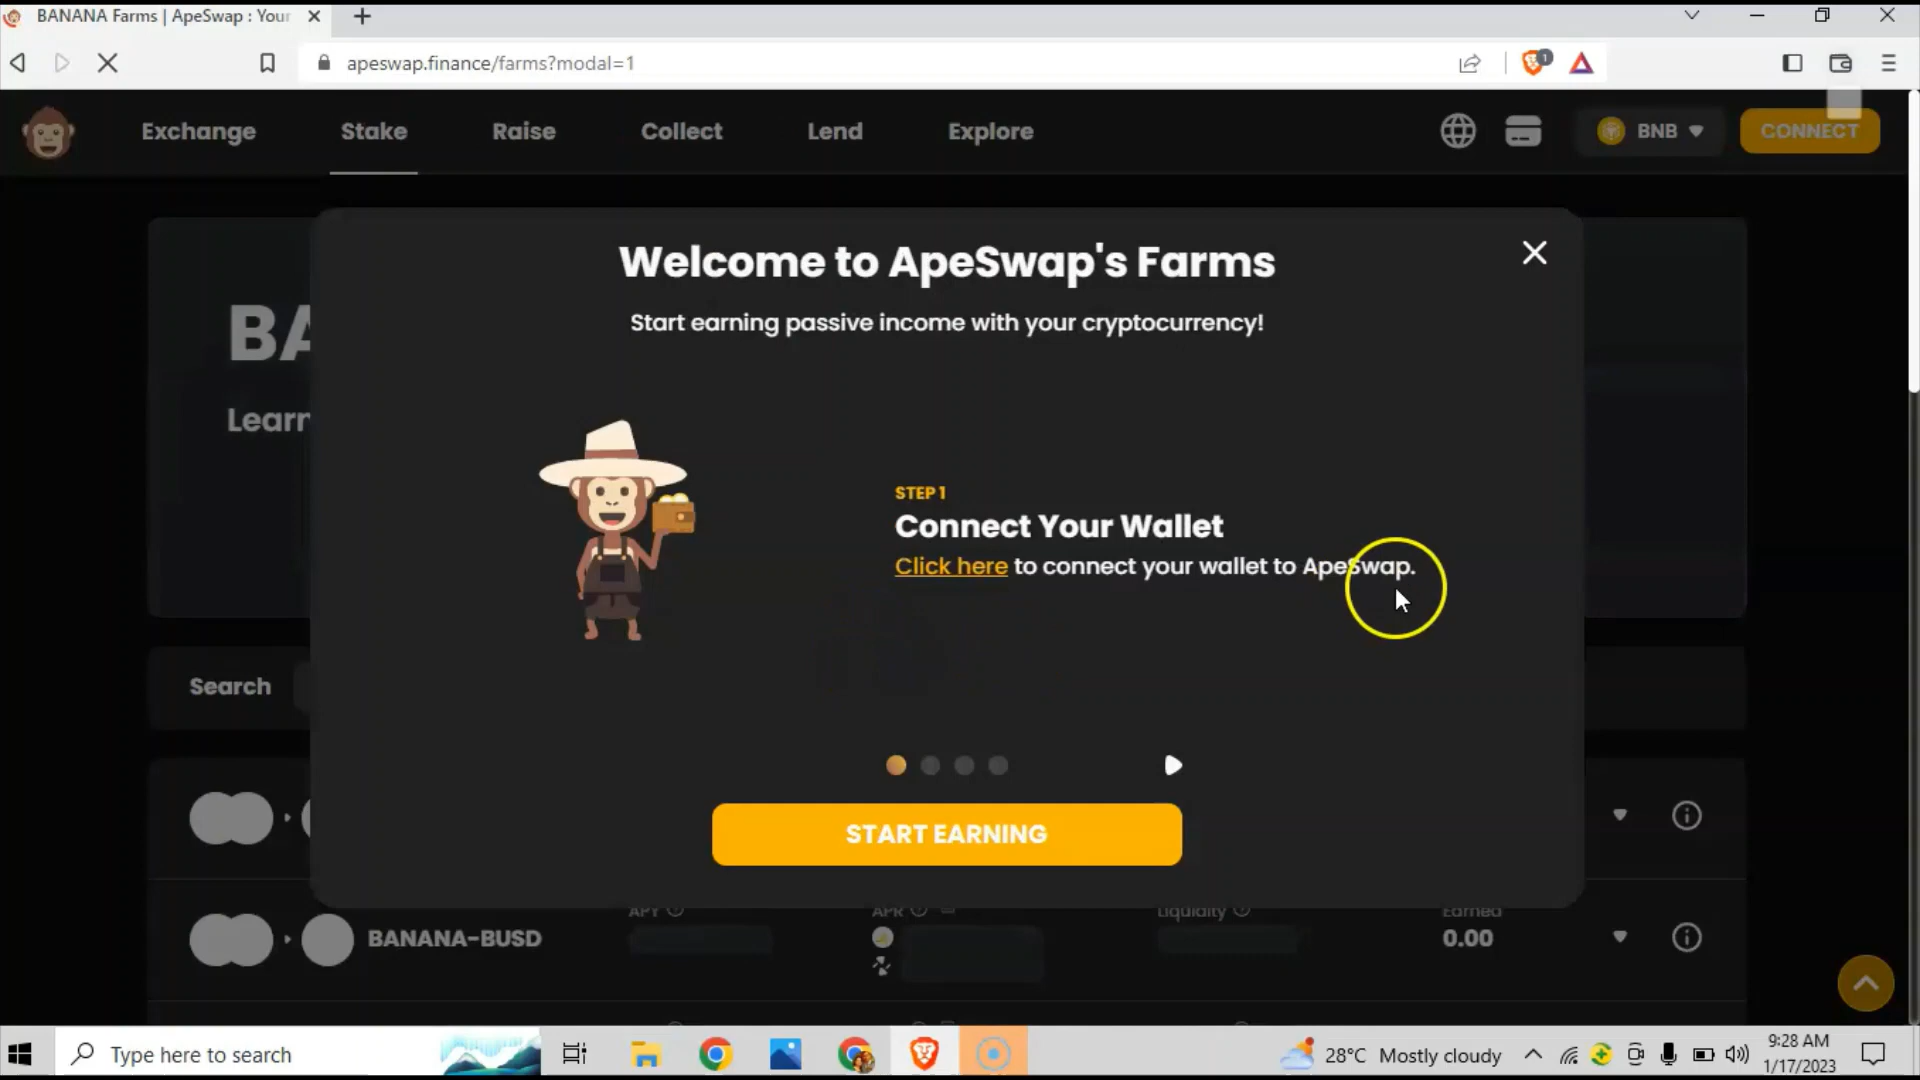 BANANA Farms | ApeSwap : Your
apeswap.finance/farms?modal=1
1
Exchange
Stake
Raise
Collect
Lend
Explore
BNB
CONNECT
Welcome to ApeSwap's Farms
Start earning passive income with your cryptocurrency!
BA
Learn
STEP 1
Connect Your Wallet
Click here to connect your wallet to ApeSwap.
Search
START EARNING
APY
APR
Liquidity
Earned
BANANA-BUSD
0.00
Type here to search
28°C Mostly cloudy
9:28 AM
1/17/2023